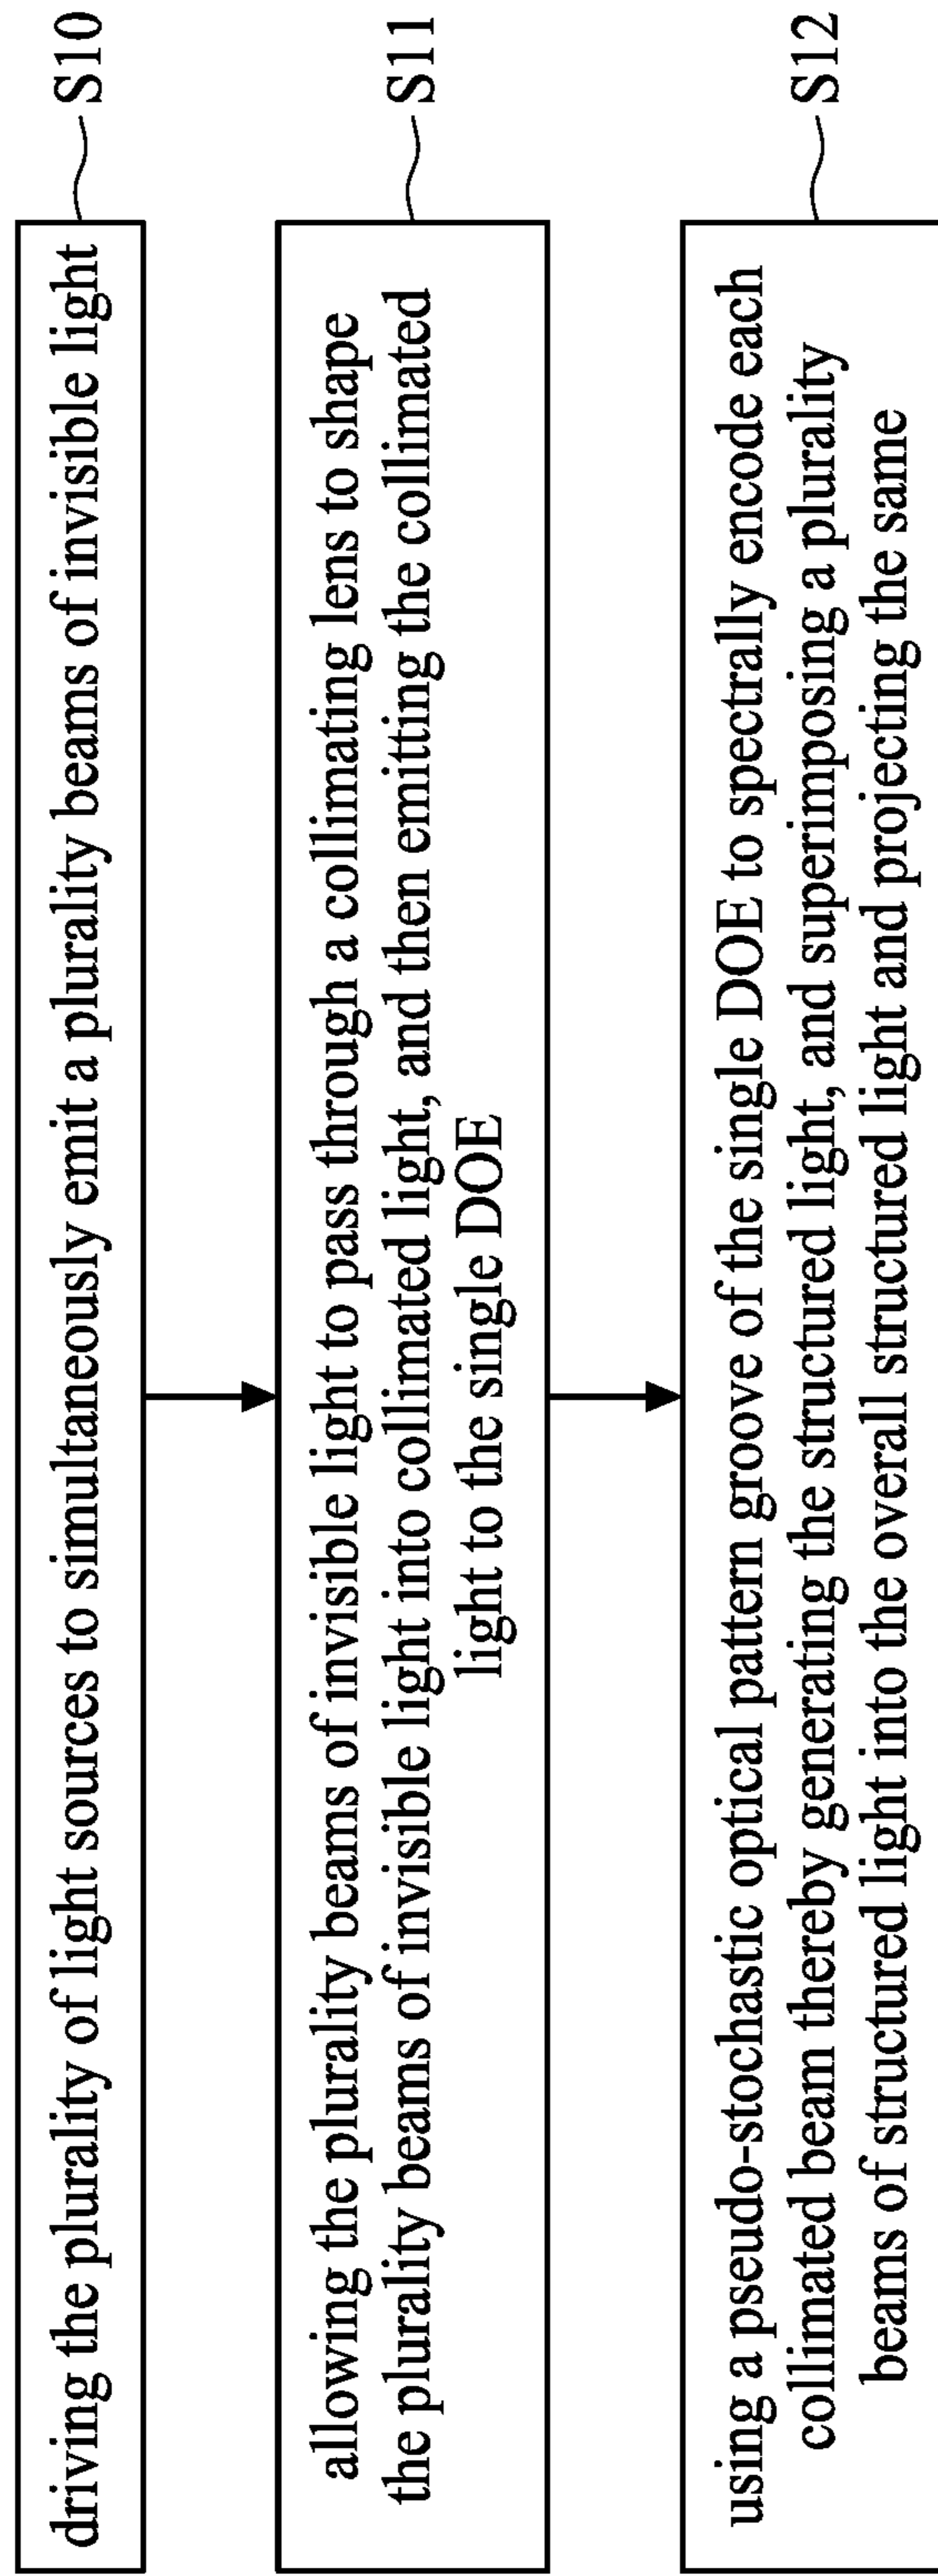 driving the plurality of light sources to simultaneously emit a plurality beams of invisible light
S10
allowing the plurality beams of invisible light to pass through a collimating lens to shape
the plurality beams of invisible light into collimated light, and then emitting the collimated
light to the single DOE
S11
using a pseudo-stochastic optical pattern groove of the single DOE to spectrally encode each
collimated beam thereby generating the structured light, and superimposing a plurality
beams of structured light into the overall structured light and projecting the same
S12